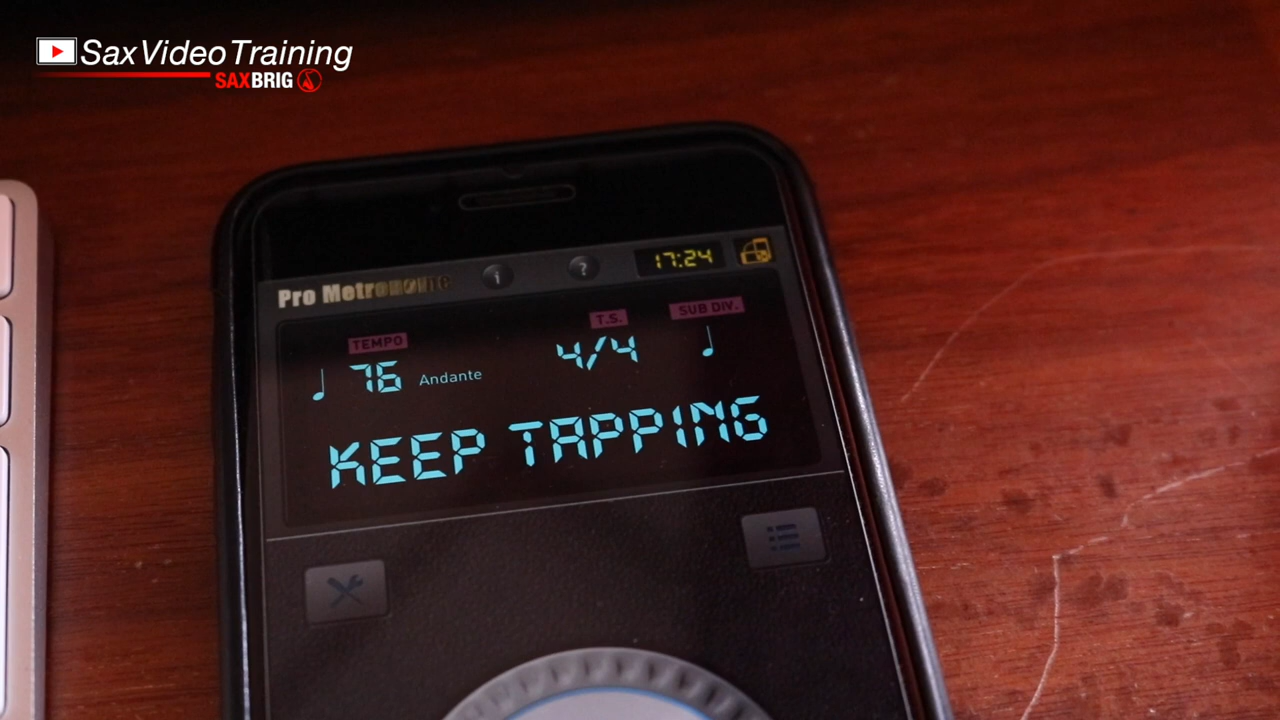 Sax Video Training
SAXBRIG
Pro Metronome
i
?
17:24
TEMPO
T.S.
SUB DIV.
76
Andante
4/4
KEEP TAPPING